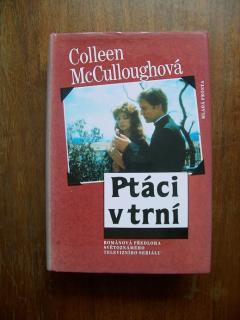 Colleen
McCulloughová
MLADÁ FRONTA
Ptáci
v trní
ROMÁNOVÁ PŘEDLOHA
SVĚTOZNÁMÉHO
TELEVIZNÍHO SERIÁLU